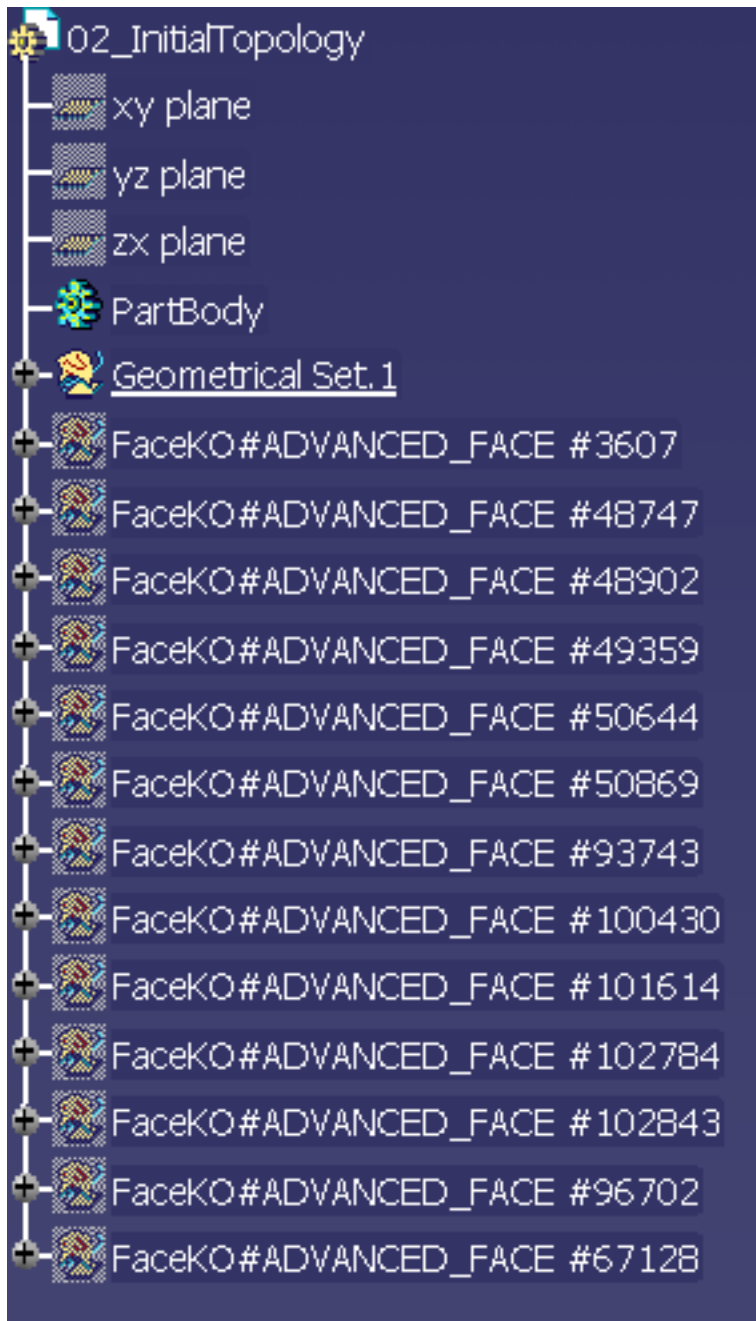 02_InitialTopology
xy plane
yz plane
zx plane
PartBody
Geometrical Set.1
FaceKO#ADVANCED_FACE #3607
FaceKO#ADVANCED_FACE #48747
FaceKO#ADVANCED_FACE #48902
FaceKO#ADVANCED_FACE #49359
FaceKO#ADVANCED_FACE #50644
FaceKO#ADVANCED_FACE #50869
FaceKO#ADVANCED_FACE #93743
FaceKO#ADVANCED_FACE #100430
FaceKO#ADVANCED_FACE #101614
FaceKO#ADVANCED_FACE #102784
FaceKO#ADVANCED_FACE #102843
FaceKO#ADVANCED_FACE #96702
FaceKO#ADVANCED_FACE #67128